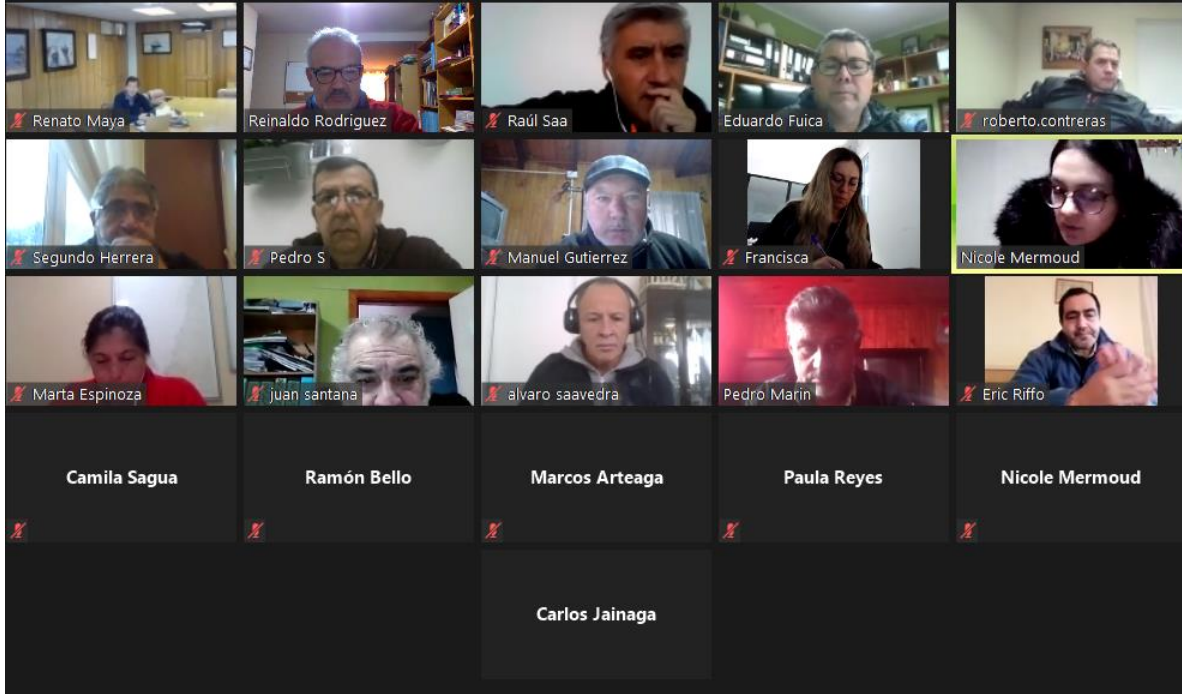 Renato Maya
Reinaldo Rodriguez
Raúl Saa
Eduardo Fuica
roberto.contreras
Segundo Herrera
Pedro S
Manuel Gutierrez
Francisca
Nicole Mermoud
Marta Espinoza
juan santana
alvaro saavedra
Pedro Marin
Eric Riffo
Camila Sagua
Ramón Bello
Marcos Arteaga
Paula Reyes
Nicole Mermoud
Carlos Jainaga